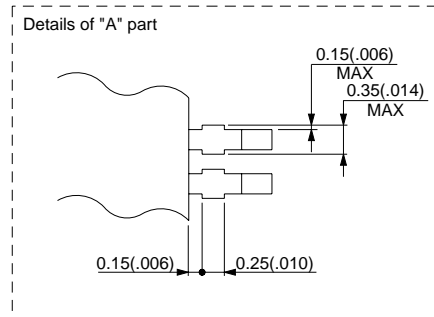 Details of "A" part
0.15(.006)
MAX
0.35(.014)
MAX
0.15(.006)
0.25(.010)